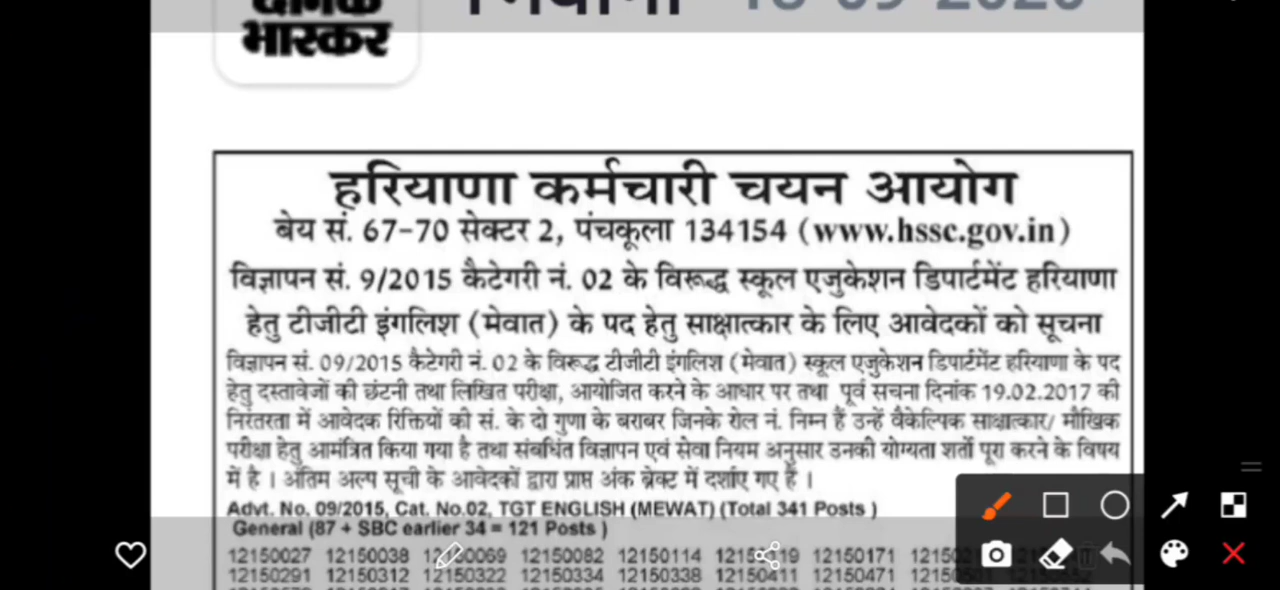 दैनिक भिवानी
भास्कर
हरियाणा कर्मचारी चयन आयोग
बेय सं. 67-70 सेक्टर 2, पंचकूला 134154 (www.hssc.gov.in)
विज्ञापन सं. 9/2015 कैटेगरी नं. 02 के विरूद्ध स्कूल एजुकेशन डिपार्टमेंट हरियाणा
हेतु टीजीटी इंगलिश (मेवात) के पद हेतु साक्षात्कार के लिए आवेदकों को सूचना
विज्ञापन सं. 09/2015 कैटेगरी नं. 02 के विरूद्ध टीजीटी इंगलिश (मेवात) स्कूल एजुकेशन डिपार्टमेंट हरियाणा के पद
हेतु दस्तावेजों की छंटनी तथा लिखित परीक्षा, आयोजित करने के आधार पर तथा पूर्व सचना दिनांक 19.02.2017 की
निरंतरता में आवेदक रिक्तियों की सं. के दो गुणा के बराबर जिनके रोल नं. निम्न हैं उन्हें वैकेल्पिक साक्षात्कार/ मौखिक
परीक्षा हेतु आमंत्रित किया गया है तथा संबधित विज्ञापन एवं सेवा नियम अनुसार उनकी योग्यता शर्तो पूरा करने के विषय
में है । अंतिम अल्प सूची के आवेदकों द्वारा प्राप्त अंक ब्रेक्ट में दर्शाए गए हैं ।
Advt. No. 09/2015, Cat. No.02, TGT ENGLISH (MEWAT) (Total 341 Posts )
General (87 + SBC earlier 34 = 121 Posts )
12150027 12150038 12150082 12150114 12150171
12150291 12150312 12150322 12150334 12150338 12150411 12150471